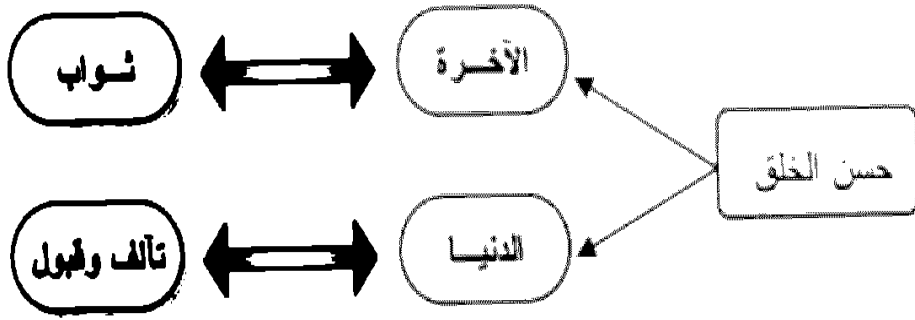 حسن الخلق
الآخرة
ثواب
الدنيا
تآلف وقبول